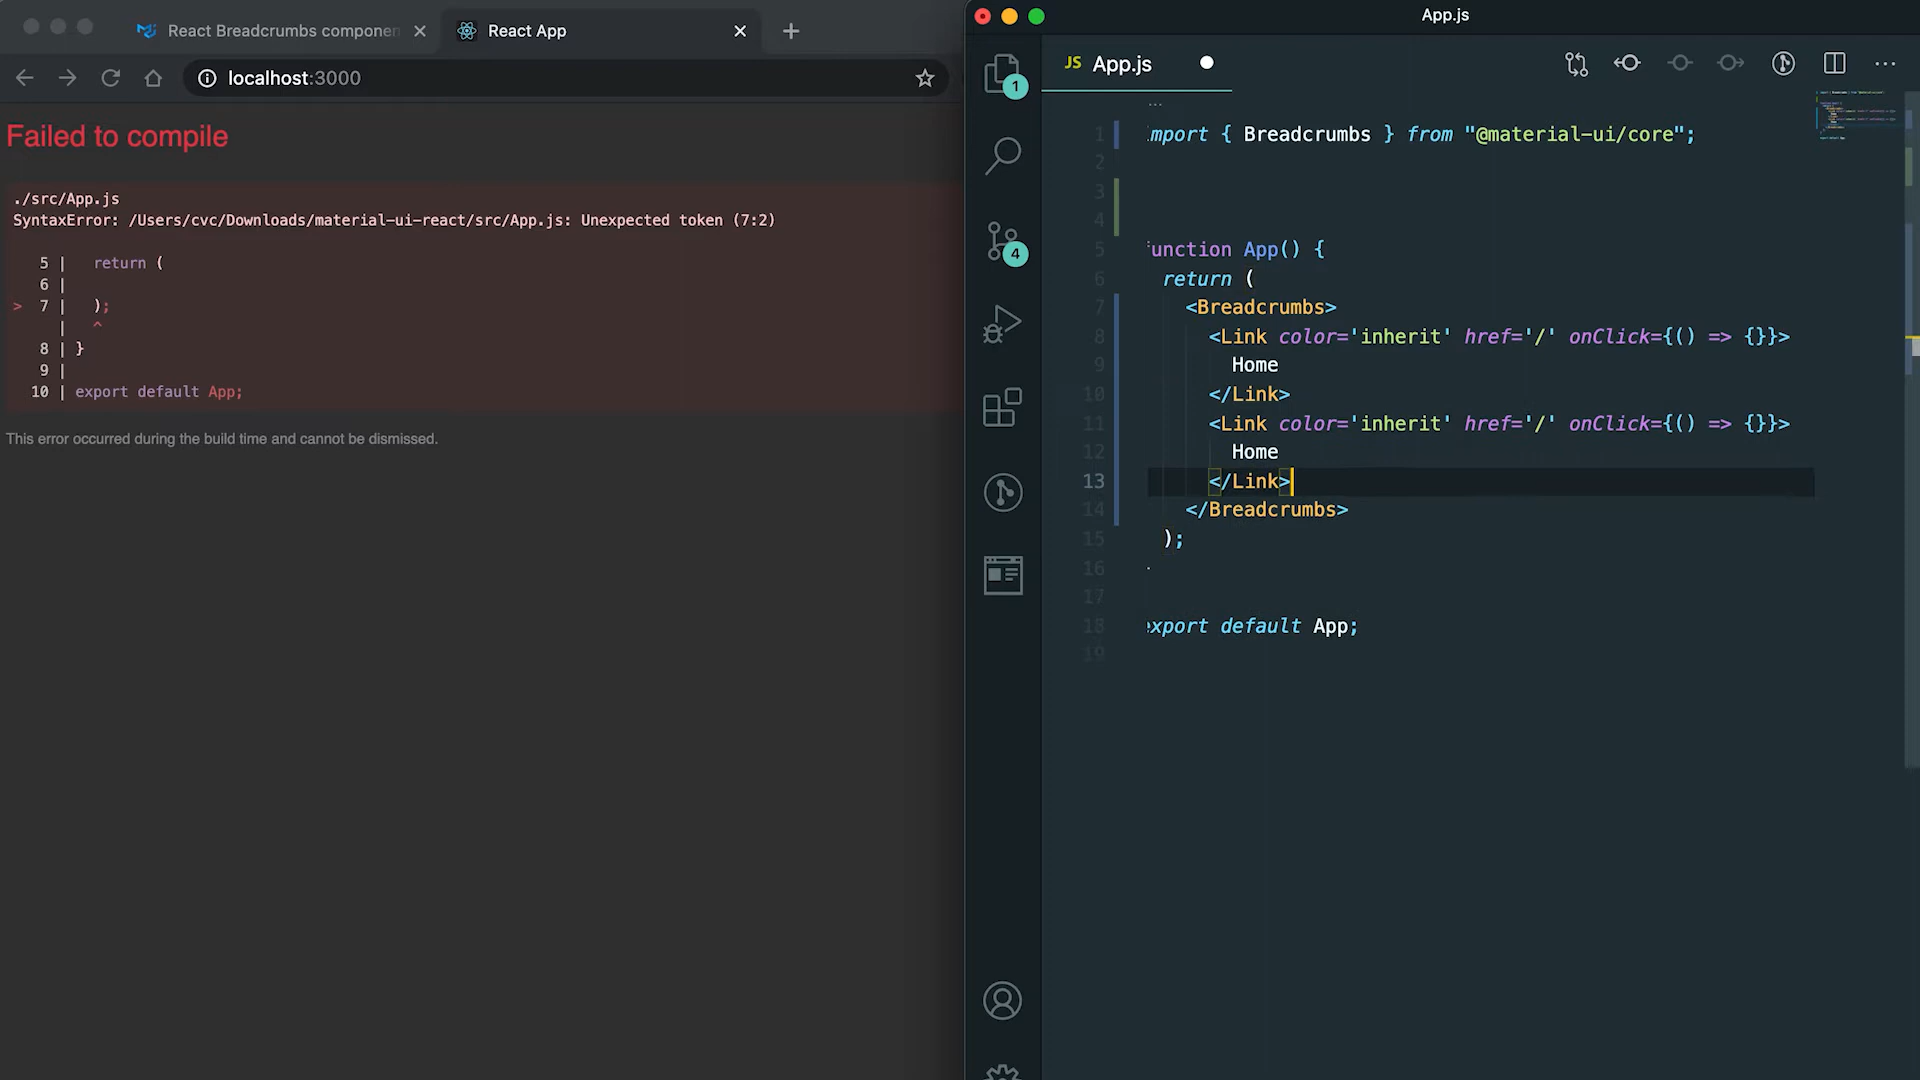 React Breadcrumbs componen
React App
localhost:3000
Failed to compile
./src/App.js
SyntaxError: /Users/cvc/Downloads/material-ui-react/src/App.js: Unexpected token (7:2)
5 | return (
6 |
> 7 | );
| ^
8 | }
9 |
10 | export default App;
This error occurred during the build time and cannot be dismissed.
App.js
JS App.js
1
4
1 import { Breadcrumbs } from "@material-ui/core";
2
3
4
5 function App() {
6 return (
7 <Breadcrumbs>
8 <Link color='inherit' href='/' onClick={() => {}}>
9 Home
10 </Link>
11 <Link color='inherit' href='/' onClick={() => {}}>
12 Home
13 </Link>
14 </Breadcrumbs>
15 );
16
17
18 export default App;
19